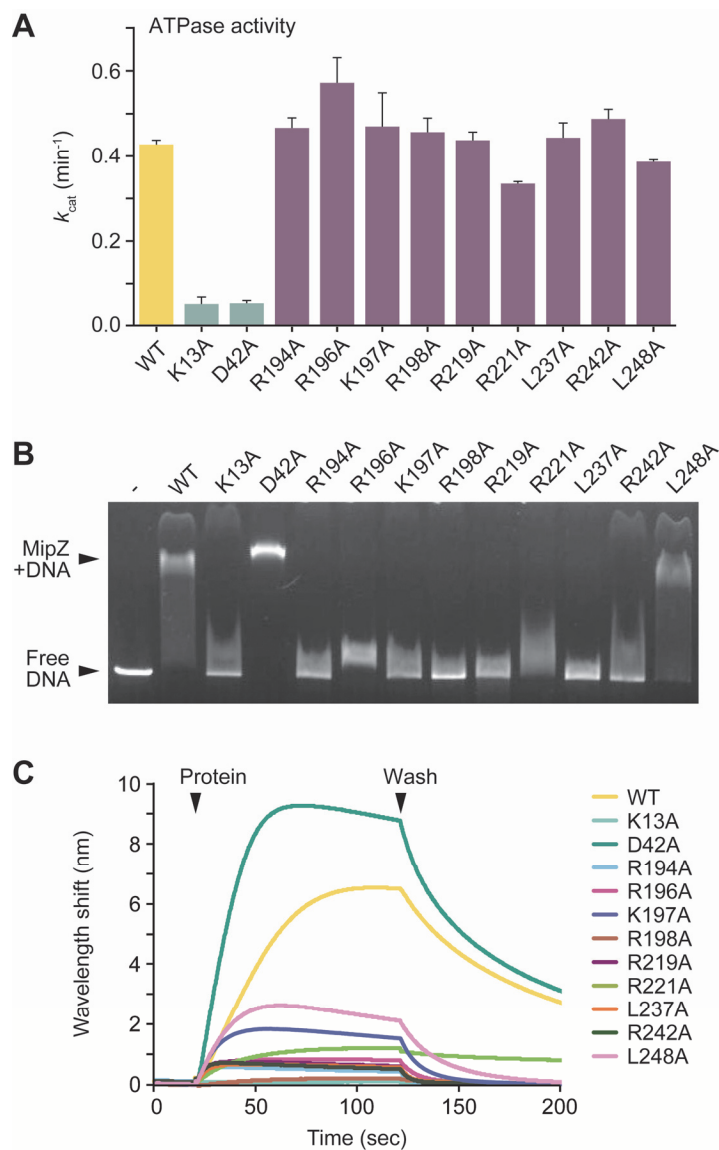 A
ATPase activity
k_cat (min⁻¹)
0.6
0.4
0.2
0.0
WT K13A D42A R194A R196A K197A R198A R219A R221A L237A R242A L248A
B
- WT K13A D42A R194A R196A K197A R198A R219A R221A L237A R242A L248A
MipZ
+DNA
Free
DNA
C
Protein Wash
Wavelength shift (nm)
10
8
6
4
2
0
0 50 100 150 200
Time (sec)
WT
K13A
D42A
R194A
R196A
K197A
R198A
R219A
R221A
L237A
R242A
L248A